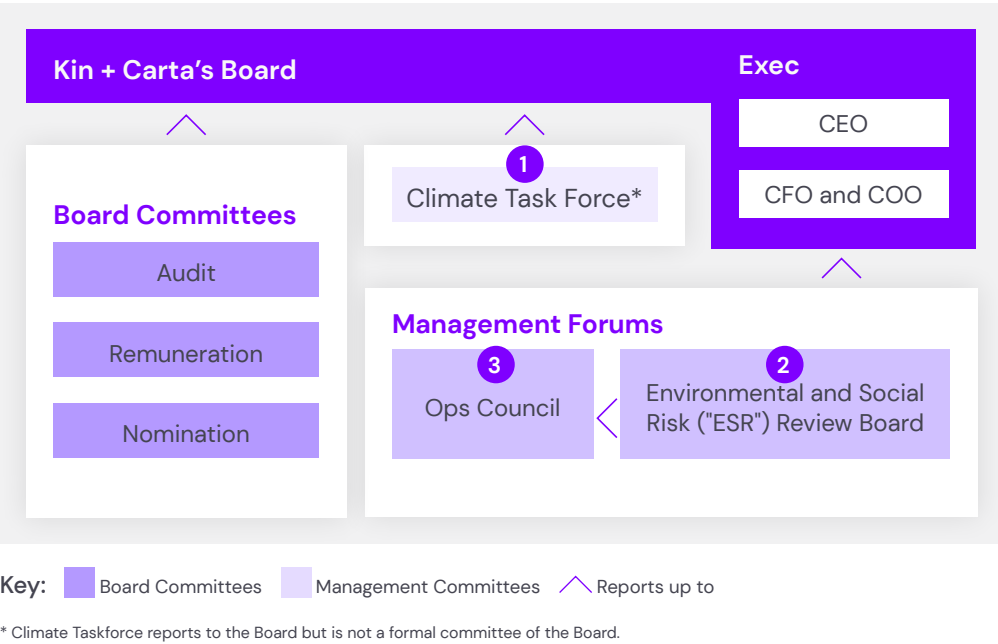 Kin + Carta’s Board
Exec
CEO
CFO and COO
Board Committees
Audit
Remuneration
Nomination
1
Climate Task Force*
Management Forums
3
Ops Council
2
Environmental and Social
Risk ("ESR") Review Board
Key: Board Committees Management Committees Reports up to
* Climate Taskforce reports to the Board but is not a formal committee of the Board.